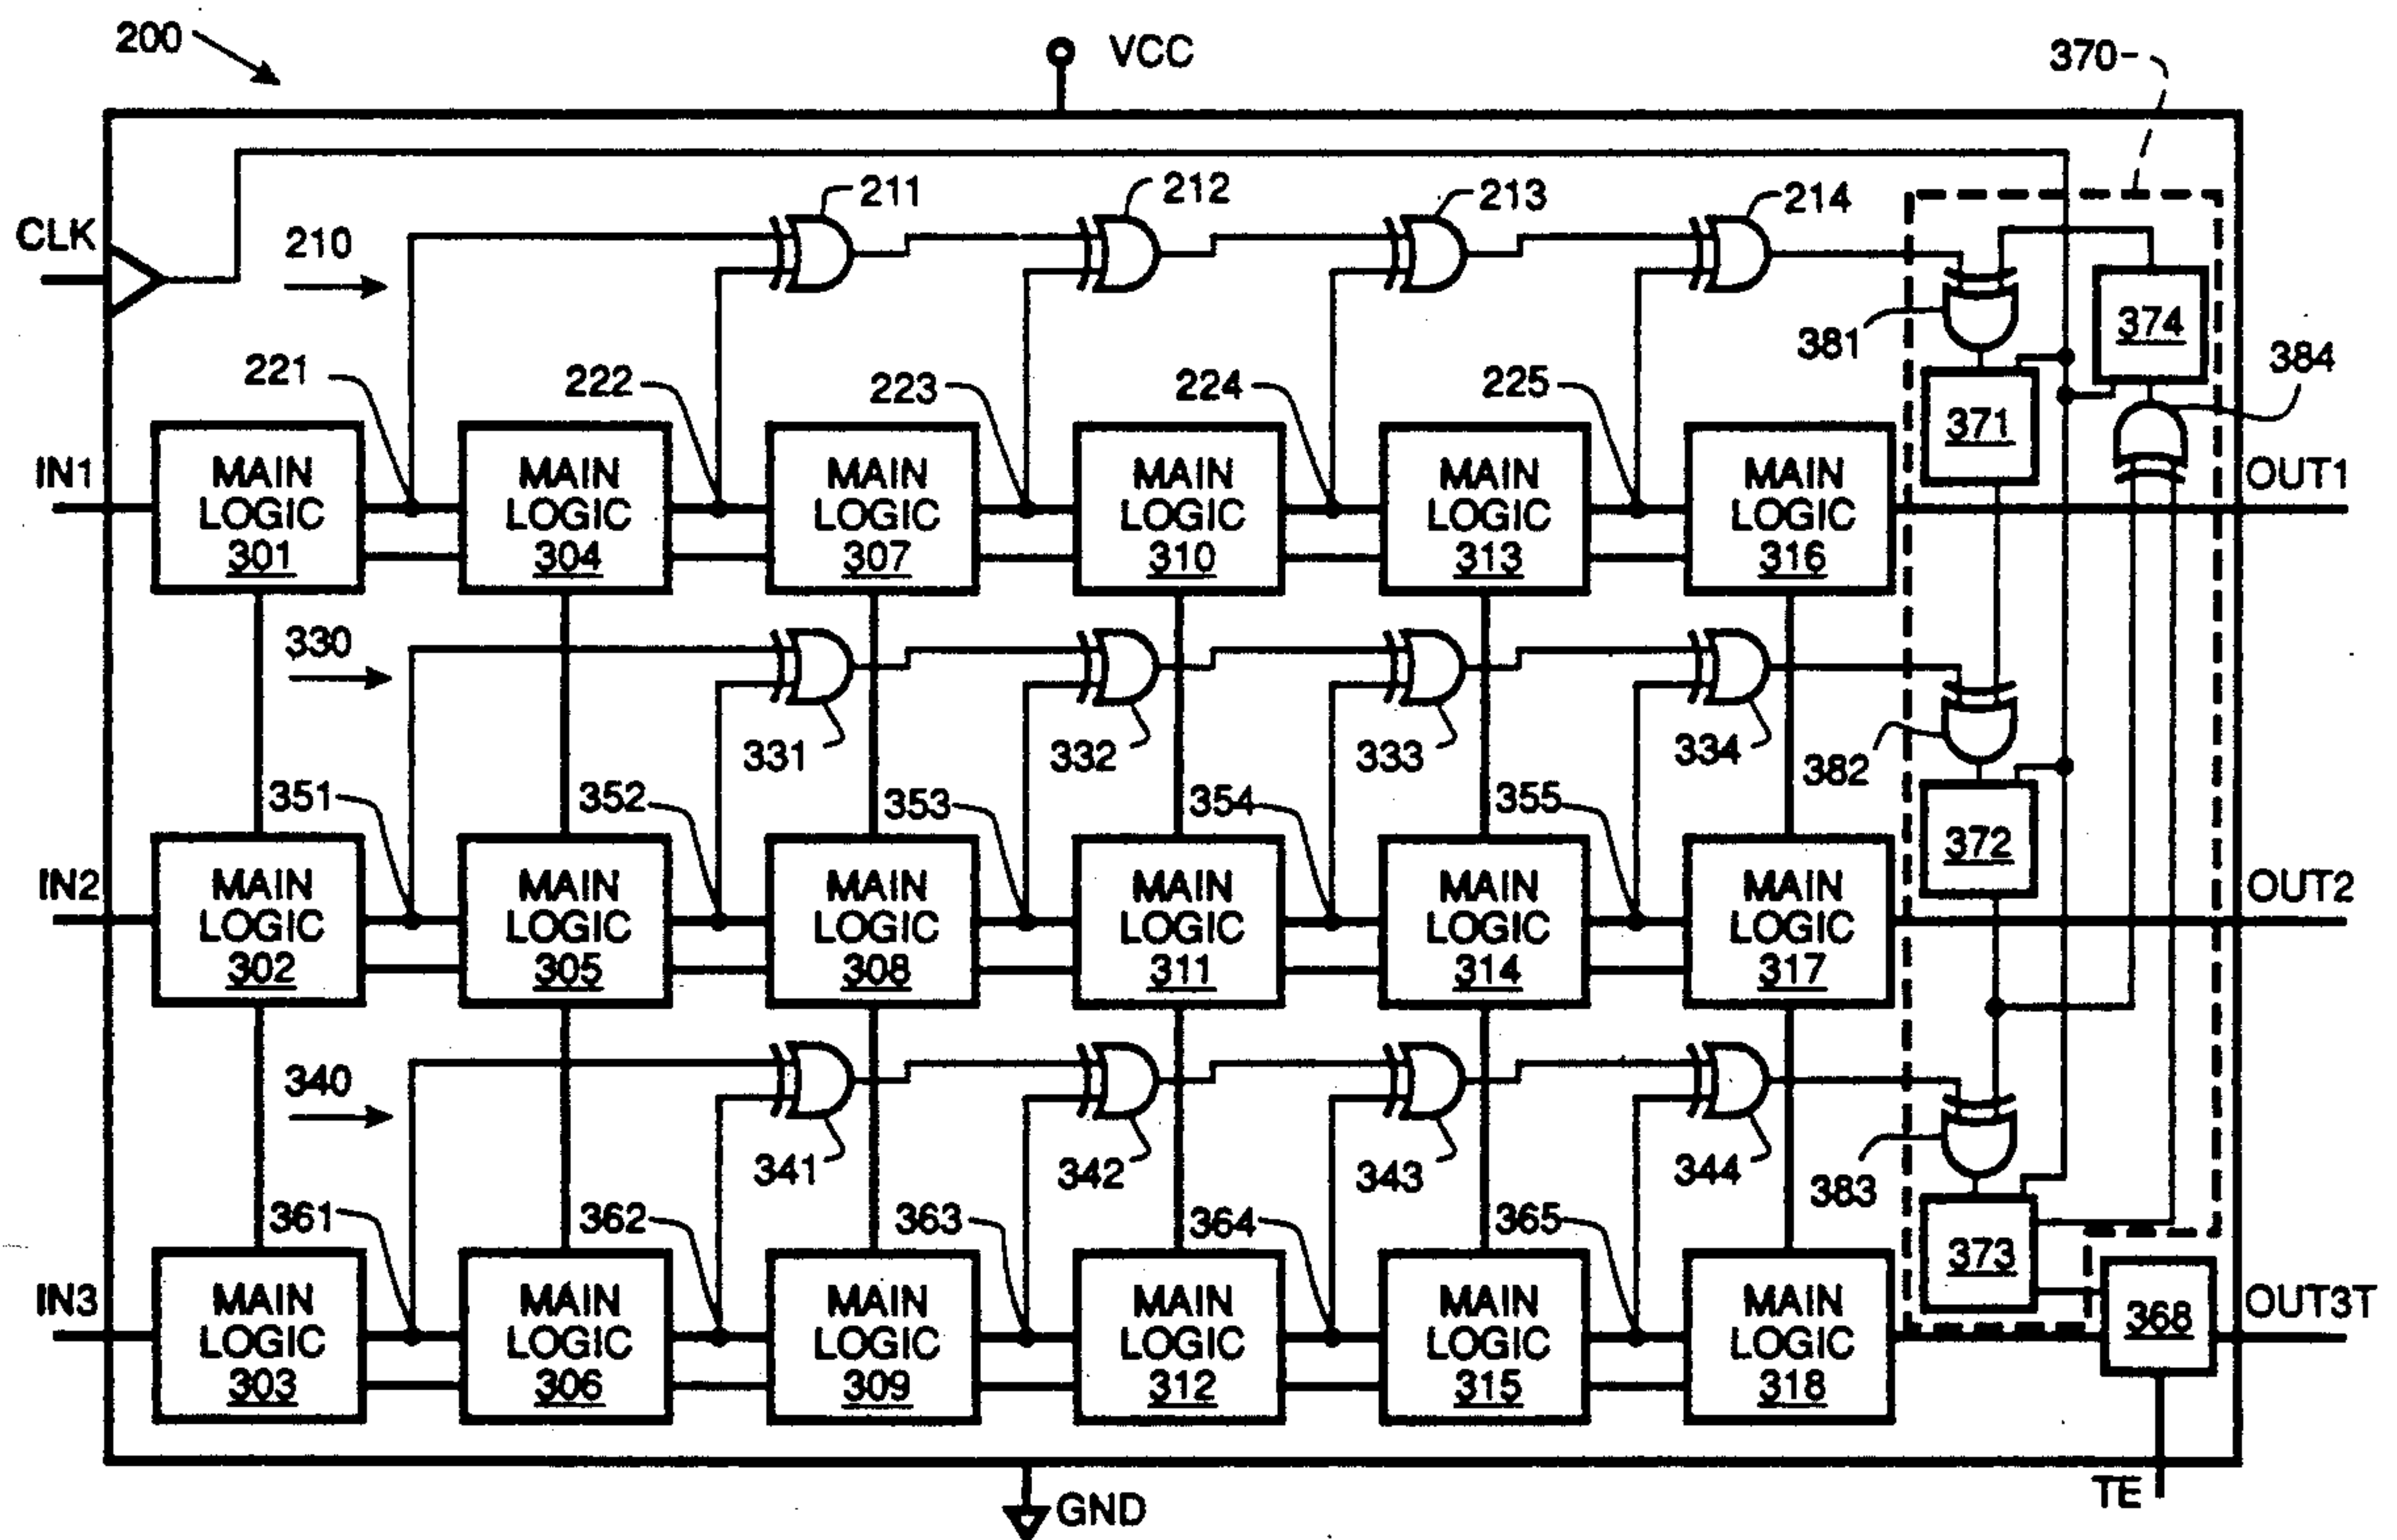 200
VCC
370
CLK
210
211
212
213
214
381
374
384
221
222
223
224
225
371
IN1
MAIN LOGIC 301
MAIN LOGIC 304
MAIN LOGIC 307
MAIN LOGIC 310
MAIN LOGIC 313
MAIN LOGIC 316
OUT1
330
331
332
333
334
382
351
352
353
354
355
372
IN2
MAIN LOGIC 302
MAIN LOGIC 305
MAIN LOGIC 308
MAIN LOGIC 311
MAIN LOGIC 314
MAIN LOGIC 317
OUT2
340
341
342
343
344
383
361
362
363
364
365
373
IN3
MAIN LOGIC 303
MAIN LOGIC 306
MAIN LOGIC 309
MAIN LOGIC 312
MAIN LOGIC 315
MAIN LOGIC 318
368
OUT3T
TE
GND